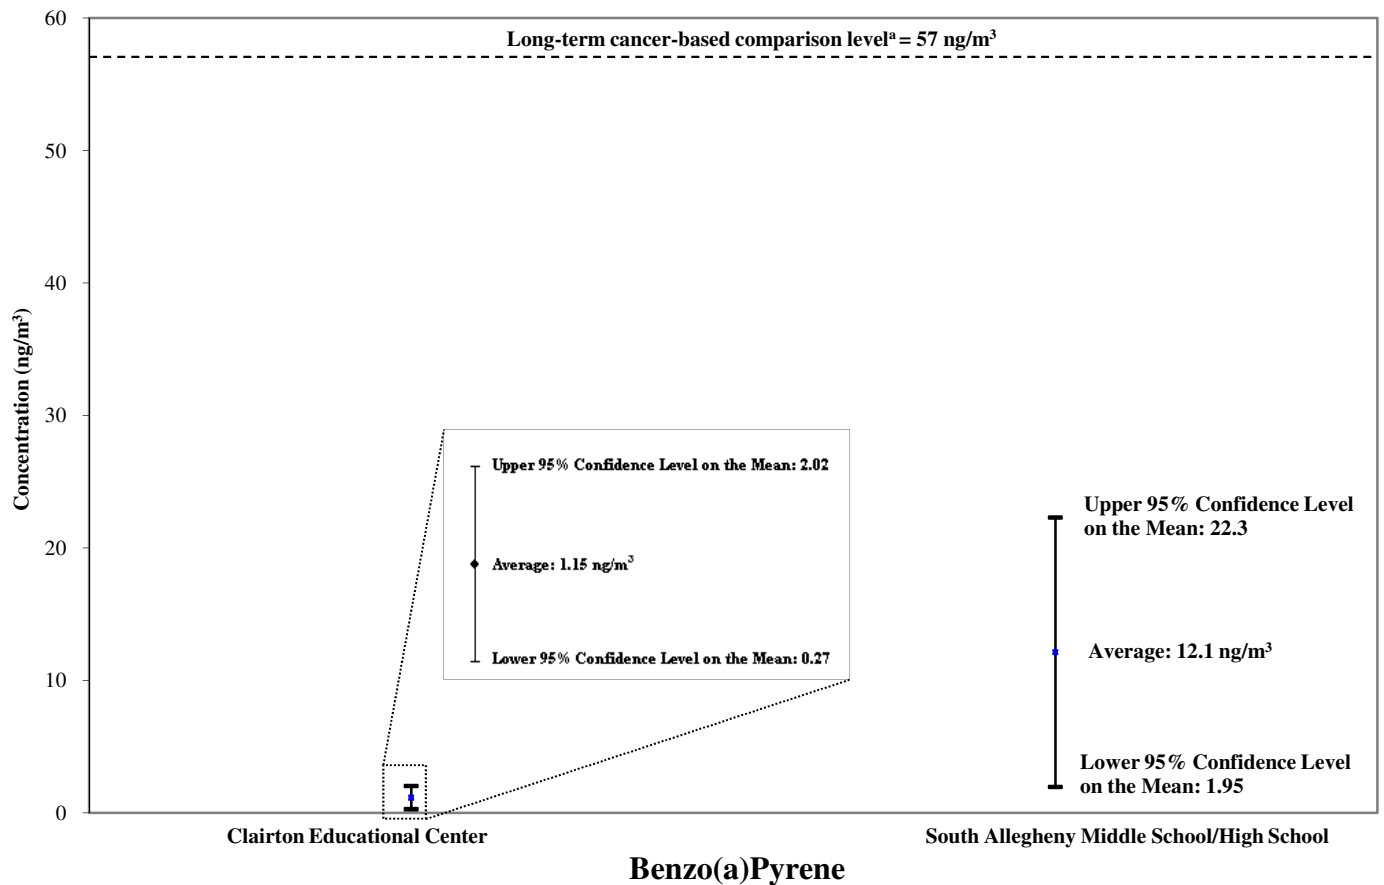 60
Long-term cancer-based comparison levelᵃ = 57 ng/m³
50
40
30
20
10
0
Concentration (ng/m³)
Upper 95% Confidence Level on the Mean: 2.02
Average: 1.15 ng/m³
Lower 95% Confidence Level on the Mean: 0.27
Upper 95% Confidence Level
on the Mean: 22.3
Average: 12.1 ng/m³
Lower 95% Confidence Level
on the Mean: 1.95
Clairton Educational Center
South Allegheny Middle School/High School
Benzo(a)Pyrene